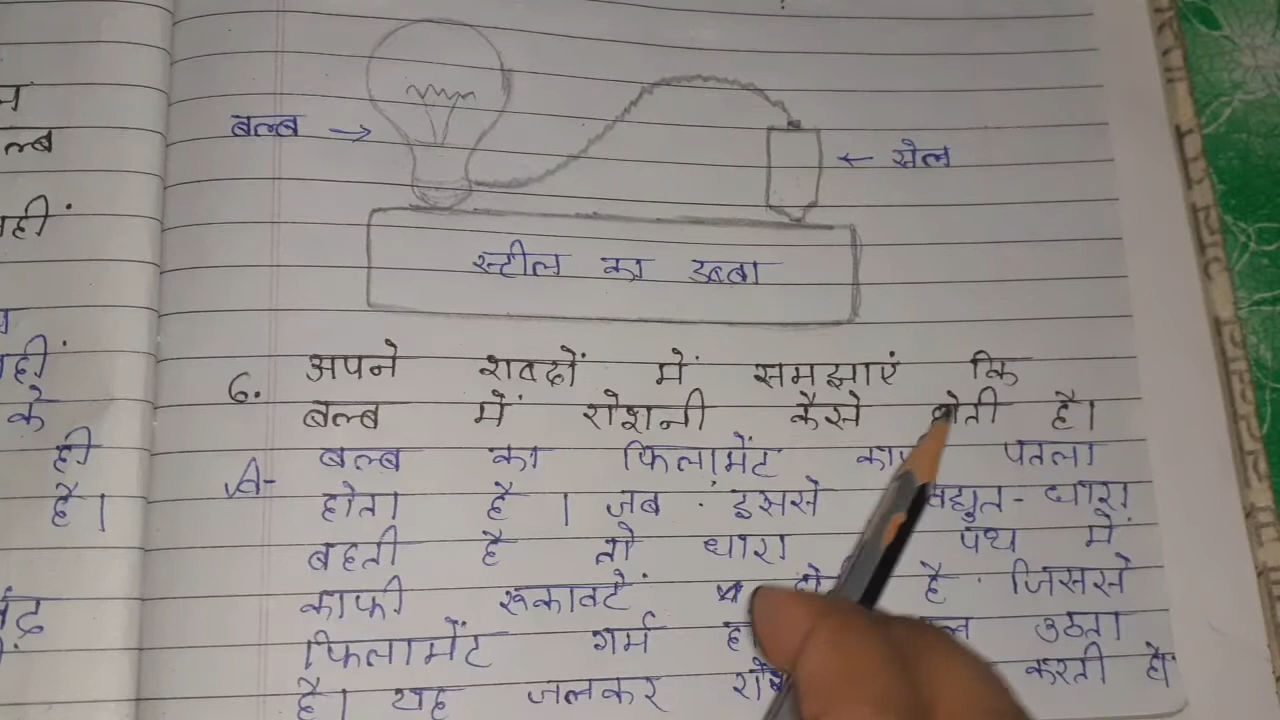 बल्ब →
← सेल
स्टील का डब्बा
6. अपने शब्दों में समझाएं कि
बल्ब में रोशनी कैसे होती है।
A- बल्ब का फिलामेंट पतला
होता है । जब इससे विद्युत-धारा
बहती है तो धारा पथ में
काफी रूकावटें है जिससे
फिलामेंट गर्म उठता
है। यह जलकर करती है
ल्ब
नहीं
के
ही
है।